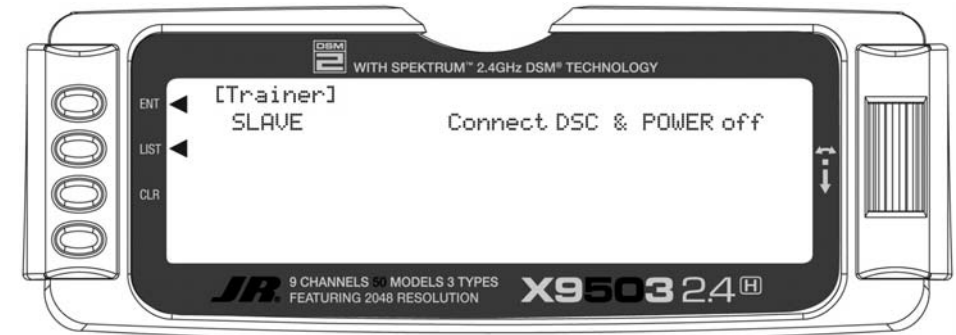 DSM
2 WITH SPEKTRUM™ 2.4GHz DSM® TECHNOLOGY
ENT [Trainer]
SLAVE Connect DSC & POWER off
LIST
CLR
JR® 9 CHANNELS 50 MODELS 3 TYPES
FEATURING 2048 RESOLUTION
X9503 2.4 H